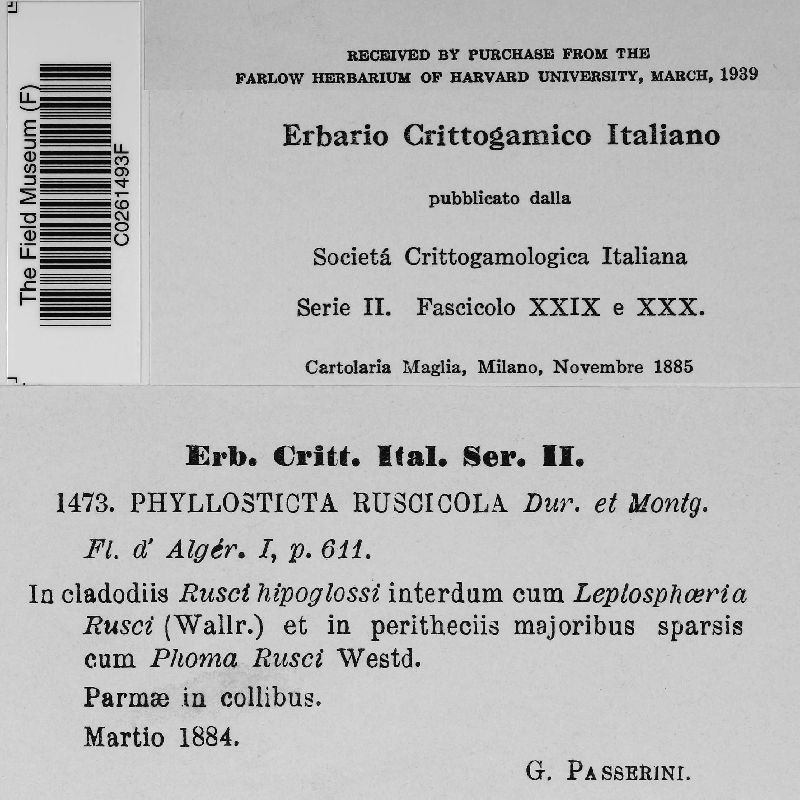 The Field Museum (F)
C0261493F
RECEIVED BY PURCHASE FROM THE
FARLOW HERBARIUM OF HARVARD UNIVERSITY, MARCH, 1939
Erbario Crittogamico Italiano
pubblicato dalla
Societá Crittogamologica Italiana
Serie II. Fascicolo XXIX e XXX.
Cartolaria Maglia, Milano, Novembre 1885
Erb. Critt. Ital. Ser. II.
1473. PHYLLOSTICTA RUSCICOLA Dur. et Montg.
Fl. d' Algér. I, p. 611.
In cladodiis Rusci hipoglossi interdum cum Leplosphæria
Rusci (Wallr.) et in peritheciis majoribus sparsis
cum Phoma Rusci Westd.
Parmæ in collibus.
Martio 1884.
G. PASSERINI.